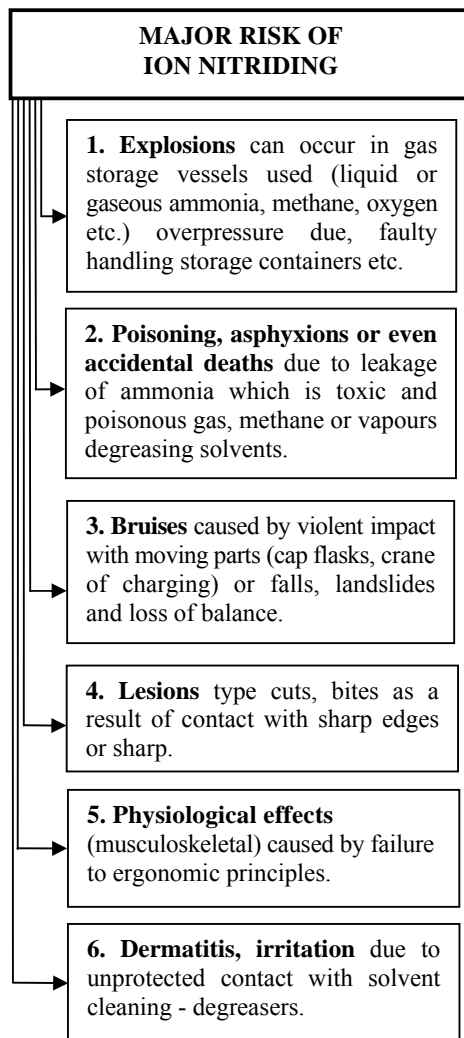 MAJOR RISK OF
ION NITRIDING
1. Explosions can occur in gas
storage vessels used (liquid or
gaseous ammonia, methane, oxygen
etc.) overpressure due, faulty
handling storage containers etc.
2. Poisoning, asphyxions or even
accidental deaths due to leakage
of ammonia which is toxic and
poisonous gas, methane or vapours
degreasing solvents.
3. Bruises caused by violent impact
with moving parts (cap flasks, crane
of charging) or falls, landslides
and loss of balance.
4. Lesions type cuts, bites as a
result of contact with sharp edges
or sharp.
5. Physiological effects
(musculoskeletal) caused by failure
to ergonomic principles.
6. Dermatitis, irritation due to
unprotected contact with solvent
cleaning - degreasers.